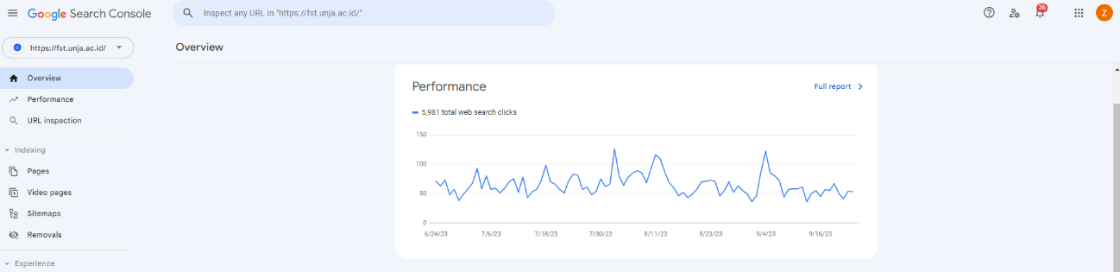 Google Search Console
Inspect any URL in "https://fst.unja.ac.id/"
36
Z
https://fst.unja.ac.id/
Overview
Overview
Performance
URL inspection
Indexing
Pages
Video pages
Sitemaps
Removals
Experience
Performance
Full report
5,981 total web search clicks
150
100
50
0
6/24/23 7/6/23 7/18/23 7/30/23 8/11/23 8/23/23 9/4/23 9/16/23